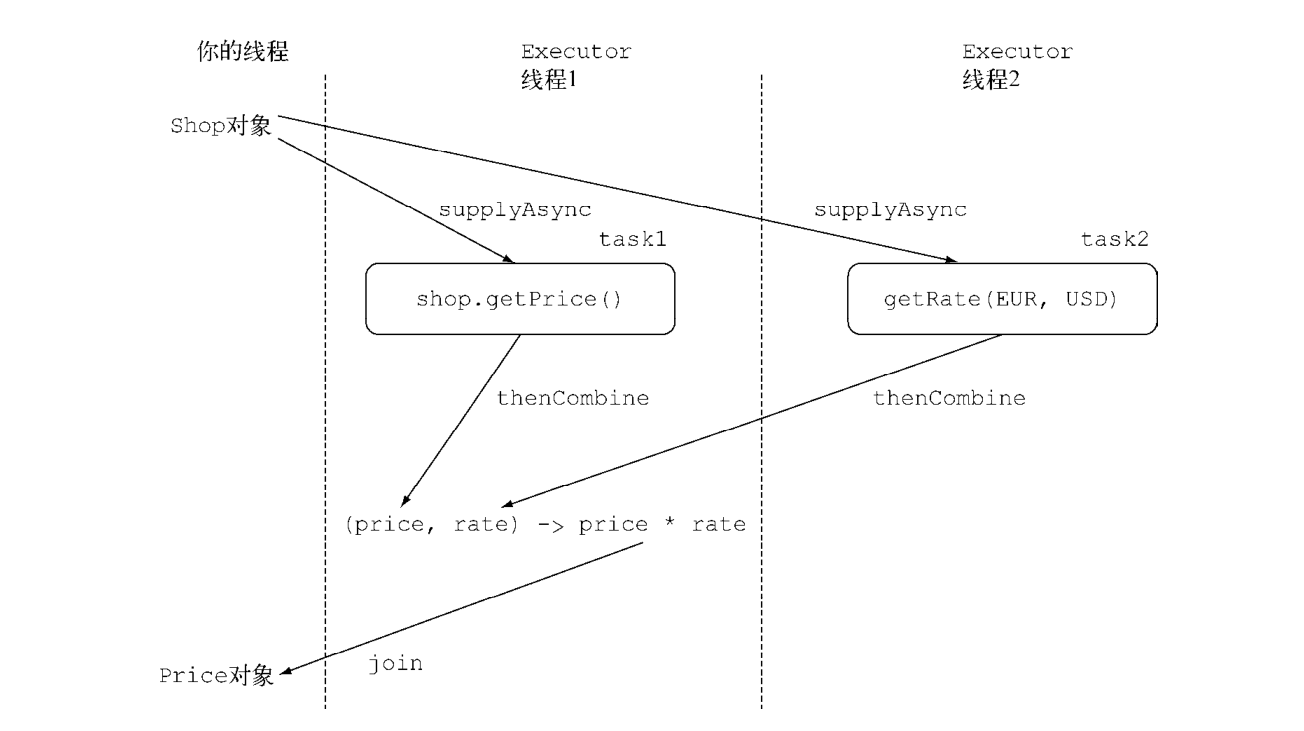 你的线程
Executor
线程1
Executor
线程2
Shop对象
supplyAsync
supplyAsync
task1
task2
shop.getPrice()
getRate(EUR, USD)
thenCombine
thenCombine
(price, rate) -> price * rate
join
Price对象